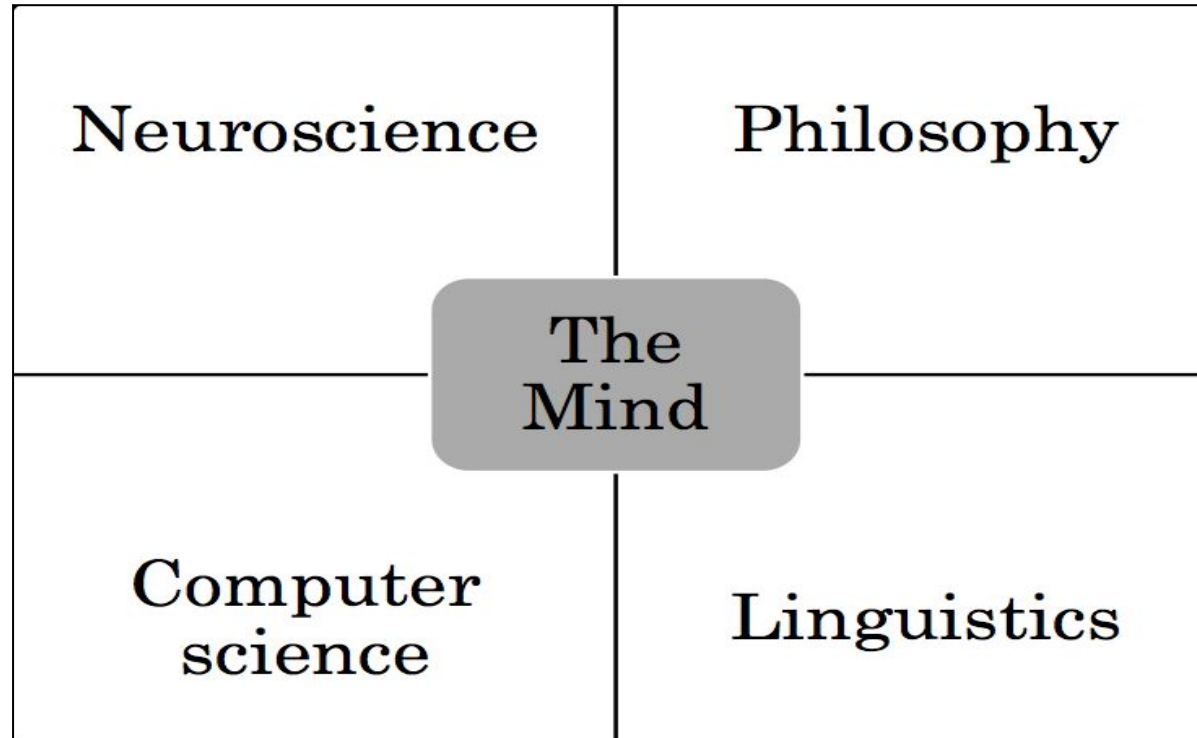 Neuroscience
Philosophy
The
Mind
Computer
science
Linguistics